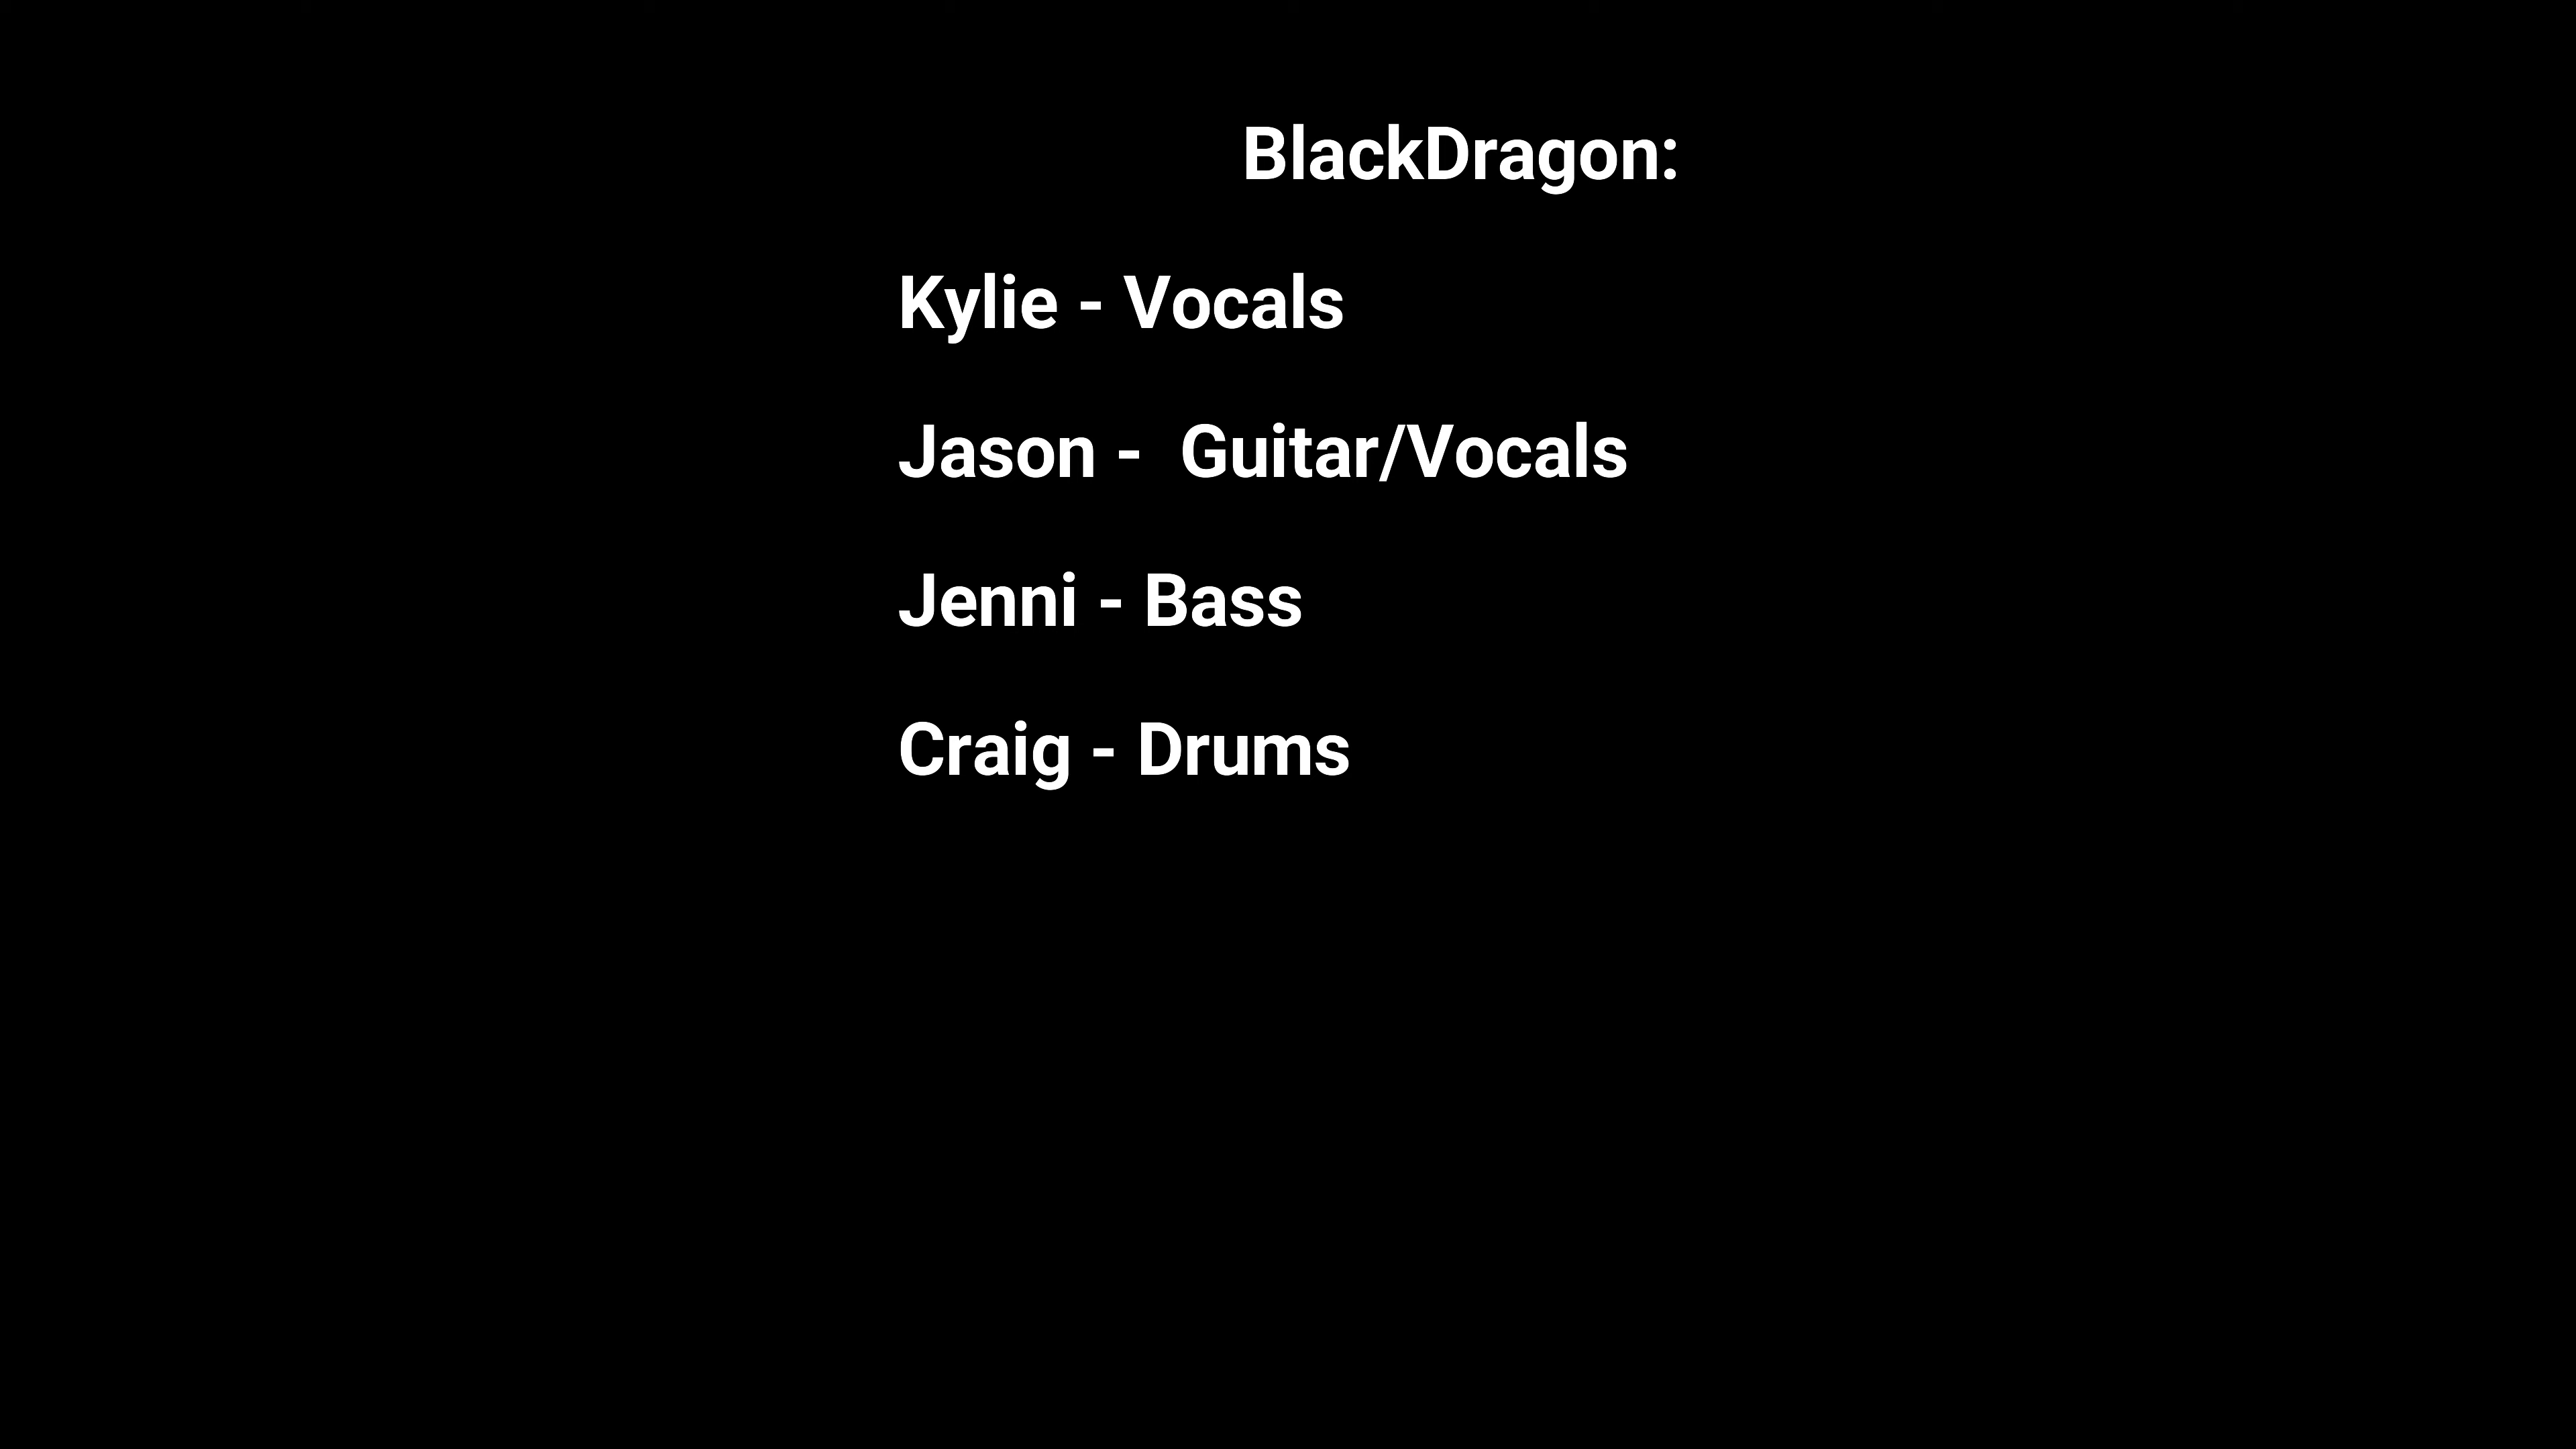 BlackDragon:
Kylie - Vocals
Jason -  Guitar/Vocals
Jenni - Bass
Craig - Drums